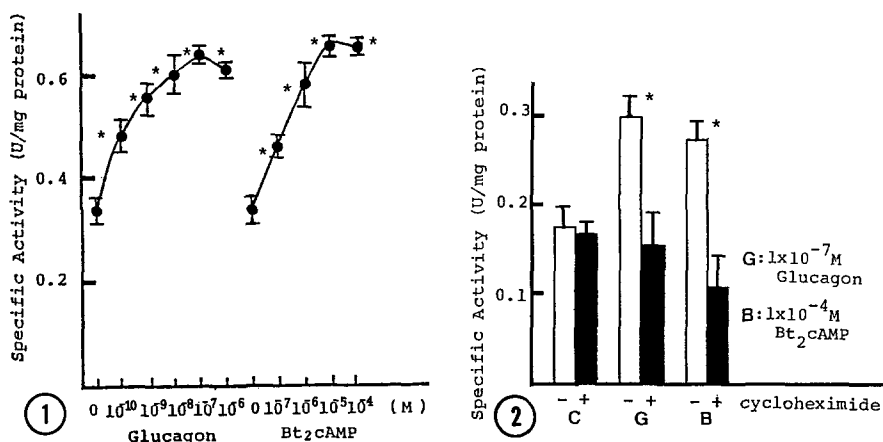 Specific Activity (U/mg protein)
0.6
0.4
0.2
* * * * *
* * * *
0 10⁻¹⁰ 10⁻⁹ 10⁻⁸ 10⁻⁷ 10⁻⁶
0 10⁻⁷ 10⁻⁶ 10⁻⁵ 10⁻⁴ (M)
Glucagon
Bt₂cAMP
1
Specific Activity (U/mg protein)
0.3
0.2
0.1
* *
G:1x10⁻⁷M
Glucagon
B:1x10⁻⁴M
Bt₂cAMP
- + - + - + cycloheximide
C G B
2